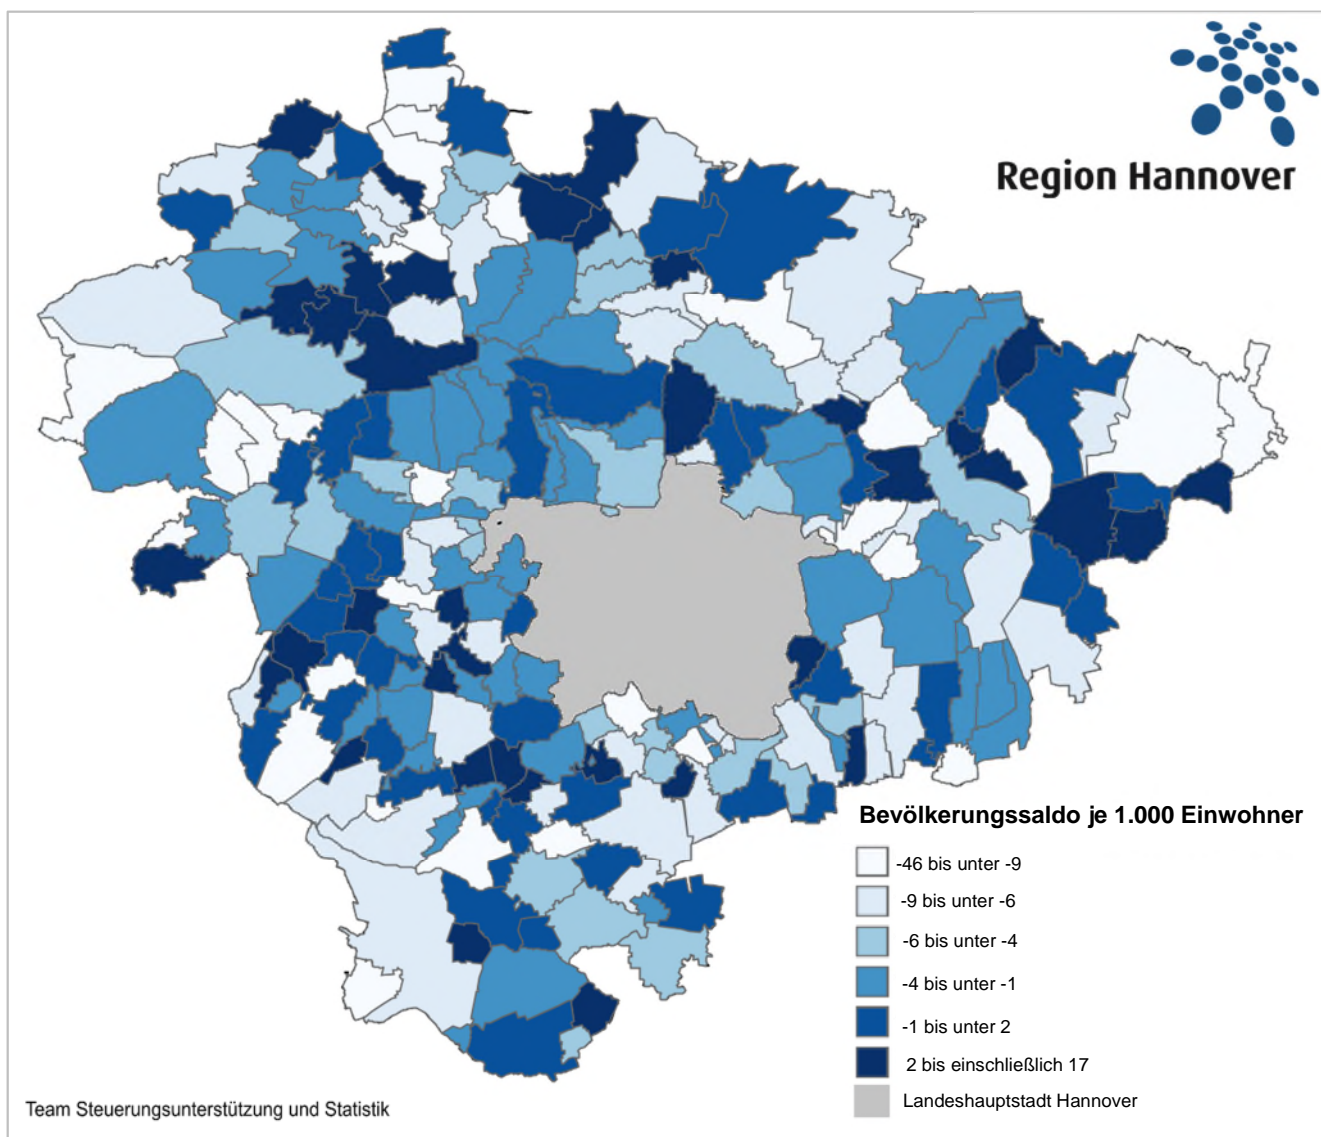 Region Hannover
Bevölkerungssaldo je 1.000 Einwohner
-46 bis unter -9
-9 bis unter -6
-6 bis unter -4
-4 bis unter -1
-1 bis unter 2
2 bis einschließlich 17
Landeshauptstadt Hannover
Team Steuerungsunterstützung und Statistik